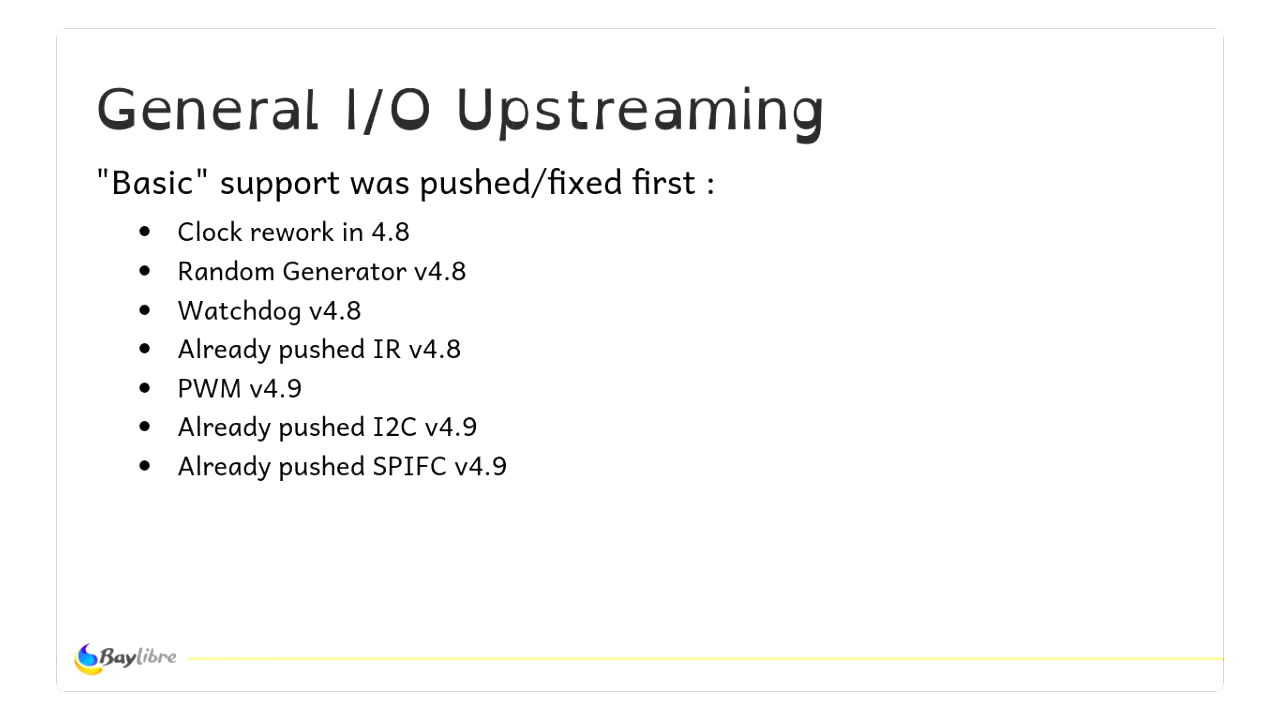 General I/O Upstreaming
"Basic" support was pushed/fixed first :
• Clock rework in 4.8
• Random Generator v4.8
• Watchdog v4.8
• Already pushed IR v4.8
• PWM v4.9
• Already pushed I2C v4.9
• Already pushed SPIFC v4.9
Baylibre